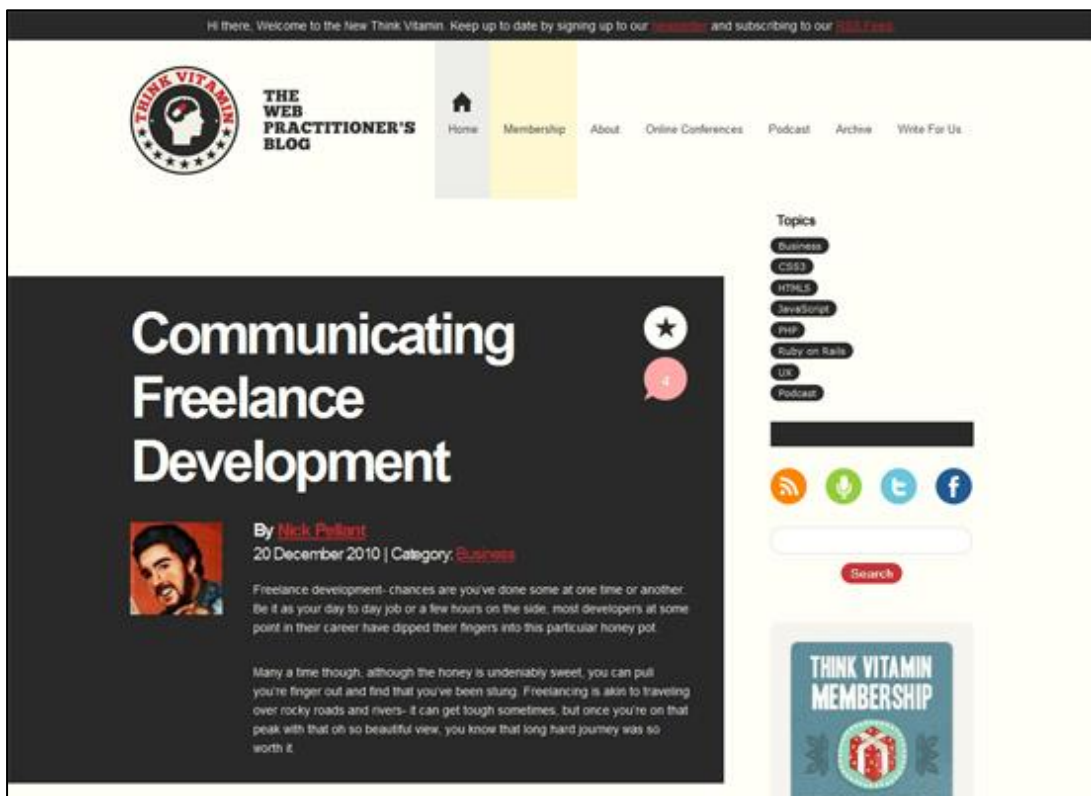 Hi there, Welcome to the New Think Vitamin. Keep up to date by signing up to our newsletter and subscribing to our RSS Feed.
THINK VITAMIN
THE
WEB
PRACTITIONER'S
BLOG
Home Membership About Online Conferences Podcast Archive Write For Us
Topics
Business
CSS3
HTML5
JavaScript
PHP
Ruby on Rails
UX
Podcast
Communicating
Freelance
Development
4
By Nick Pellant
20 December 2010 | Category: Business
Freelance development- chances are you've done some at one time or another.
Be it as your day to day job or a few hours on the side, most developers at some
point in their career have dipped their fingers into this particular honey pot.
Many a time though, although the honey is undeniably sweet, you can pull
you're finger out and find that you've been stung. Freelancing is akin to traveling
over rocky roads and rivers- it can get tough sometimes, but once you're on that
peak with that oh so beautiful view, you know that long hard journey was so
worth it.
Search
THINK VITAMIN
MEMBERSHIP